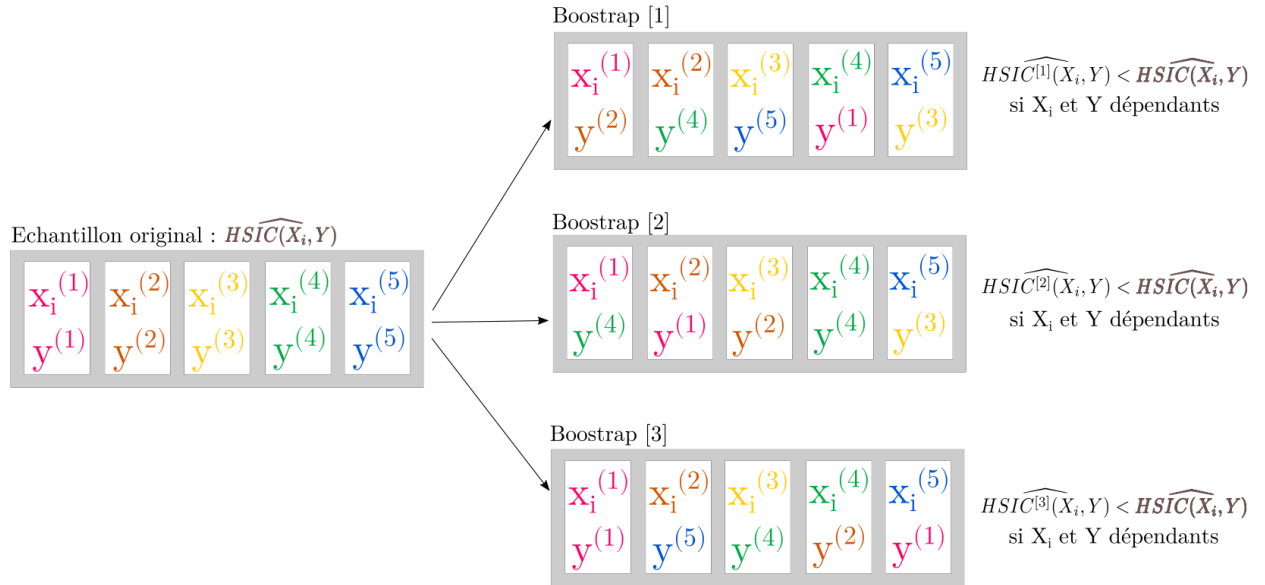 Boostrap [1]
x_i^(1) x_i^(2) x_i^(3) x_i^(4) x_i^(5)
y^(2) y^(4) y^(5) y^(1) y^(3)
HSIC^[1](X_i, Y) < HSIC(X_i, Y)
si X_i et Y dépendants
Echantillon original : HSIC(X_i, Y)
x_i^(1) x_i^(2) x_i^(3) x_i^(4) x_i^(5)
y^(1) y^(2) y^(3) y^(4) y^(5)
Boostrap [2]
x_i^(1) x_i^(2) x_i^(3) x_i^(4) x_i^(5)
y^(4) y^(1) y^(2) y^(4) y^(3)
HSIC^[2](X_i, Y) < HSIC(X_i, Y)
si X_i et Y dépendants
Boostrap [3]
x_i^(1) x_i^(2) x_i^(3) x_i^(4) x_i^(5)
y^(1) y^(5) y^(4) y^(2) y^(1)
HSIC^[3](X_i, Y) < HSIC(X_i, Y)
si X_i et Y dépendants